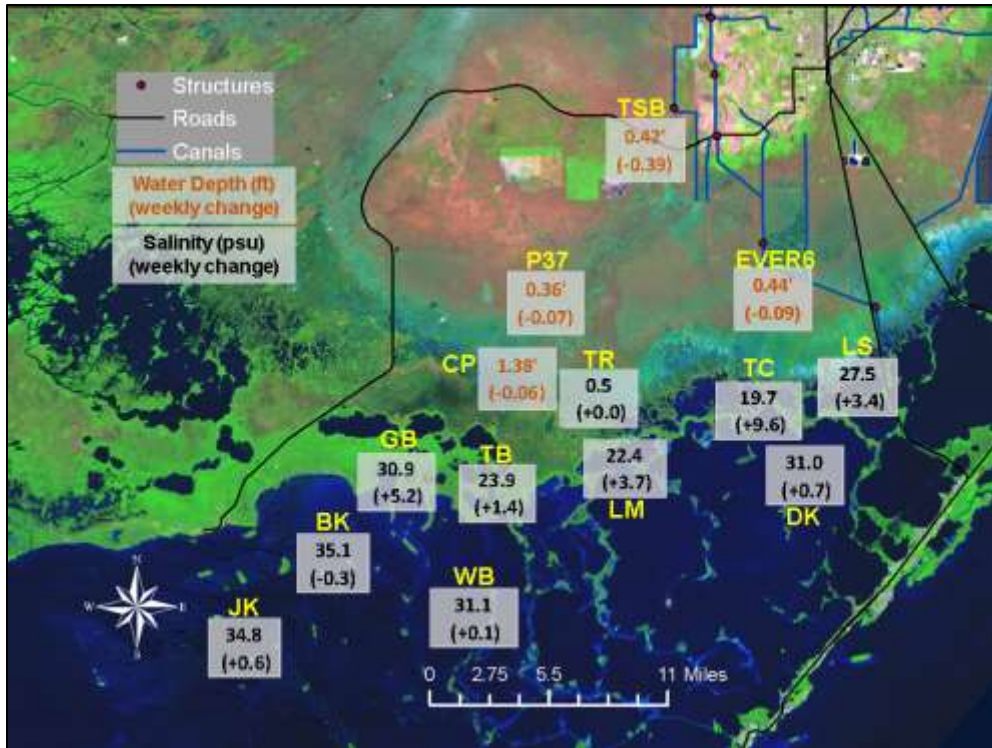 Structures
Roads
Canals
Water Depth (ft)
(weekly change)
Salinity (psu)
(weekly change)
TSB
0.42'
(-0.39)
P37
0.36'
(-0.07)
EVER6
0.44'
(-0.09)
CP
1.38'
(-0.06)
TR
0.5
(+0.0)
TC
19.7
(+9.6)
LS
27.5
(+3.4)
GB
30.9
(+5.2)
TB
23.9
(+1.4)
22.4
(+3.7)
LM
31.0
(+0.7)
DK
BK
35.1
(-0.3)
WB
31.1
(+0.1)
JK
34.8
(+0.6)
N
W E
S
0 2.75 5.5 11 Miles